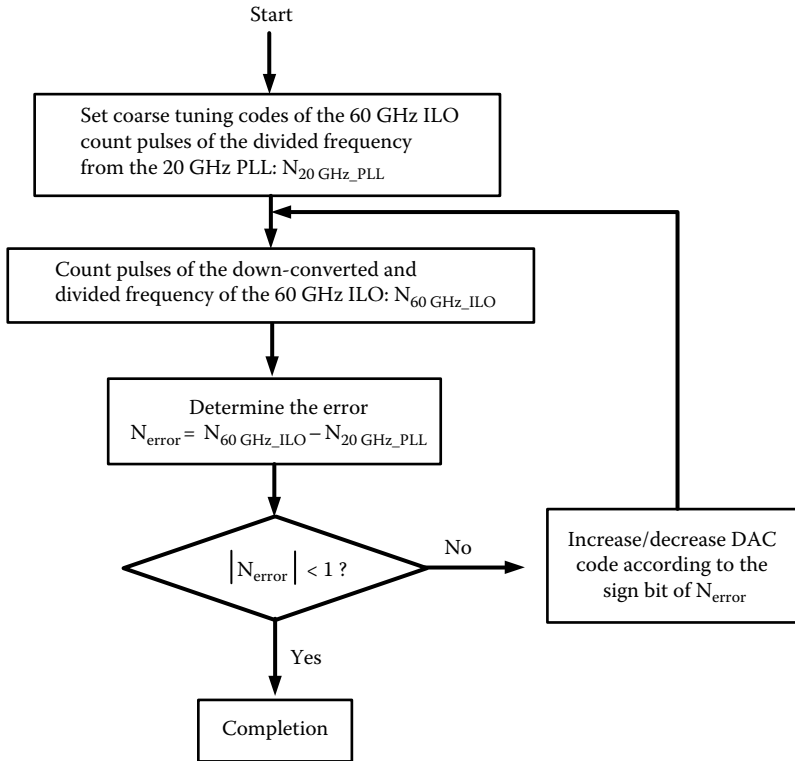 Start
Set coarse tuning codes of the 60 GHz ILO
count pulses of the divided frequency
from the 20 GHz PLL: N20 GHz_PLL
Count pulses of the down-converted and
divided frequency of the 60 GHz ILO: N60 GHz_ILO
Determine the error
Nerror = N60 GHz_ILO – N20 GHz_PLL
|Nerror| < 1 ?
No
Increase/decrease DAC
code according to the
sign bit of Nerror
Yes
Completion